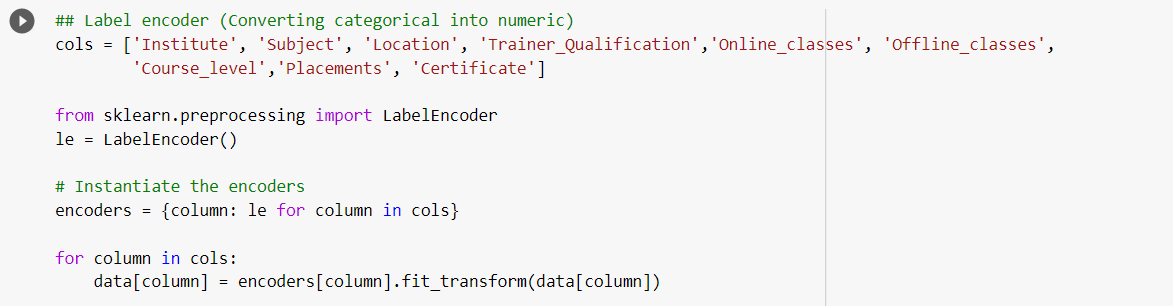 ## Label encoder (Converting categorical into numeric)
cols = ['Institute', 'Subject', 'Location', 'Trainer_Qualification','Online_classes', 'Offline_classes',
        'Course_level','Placements', 'Certificate']

from sklearn.preprocessing import LabelEncoder
le = LabelEncoder()

# Instantiate the encoders
encoders = {column: le for column in cols}

for column in cols:
    data[column] = encoders[column].fit_transform(data[column])